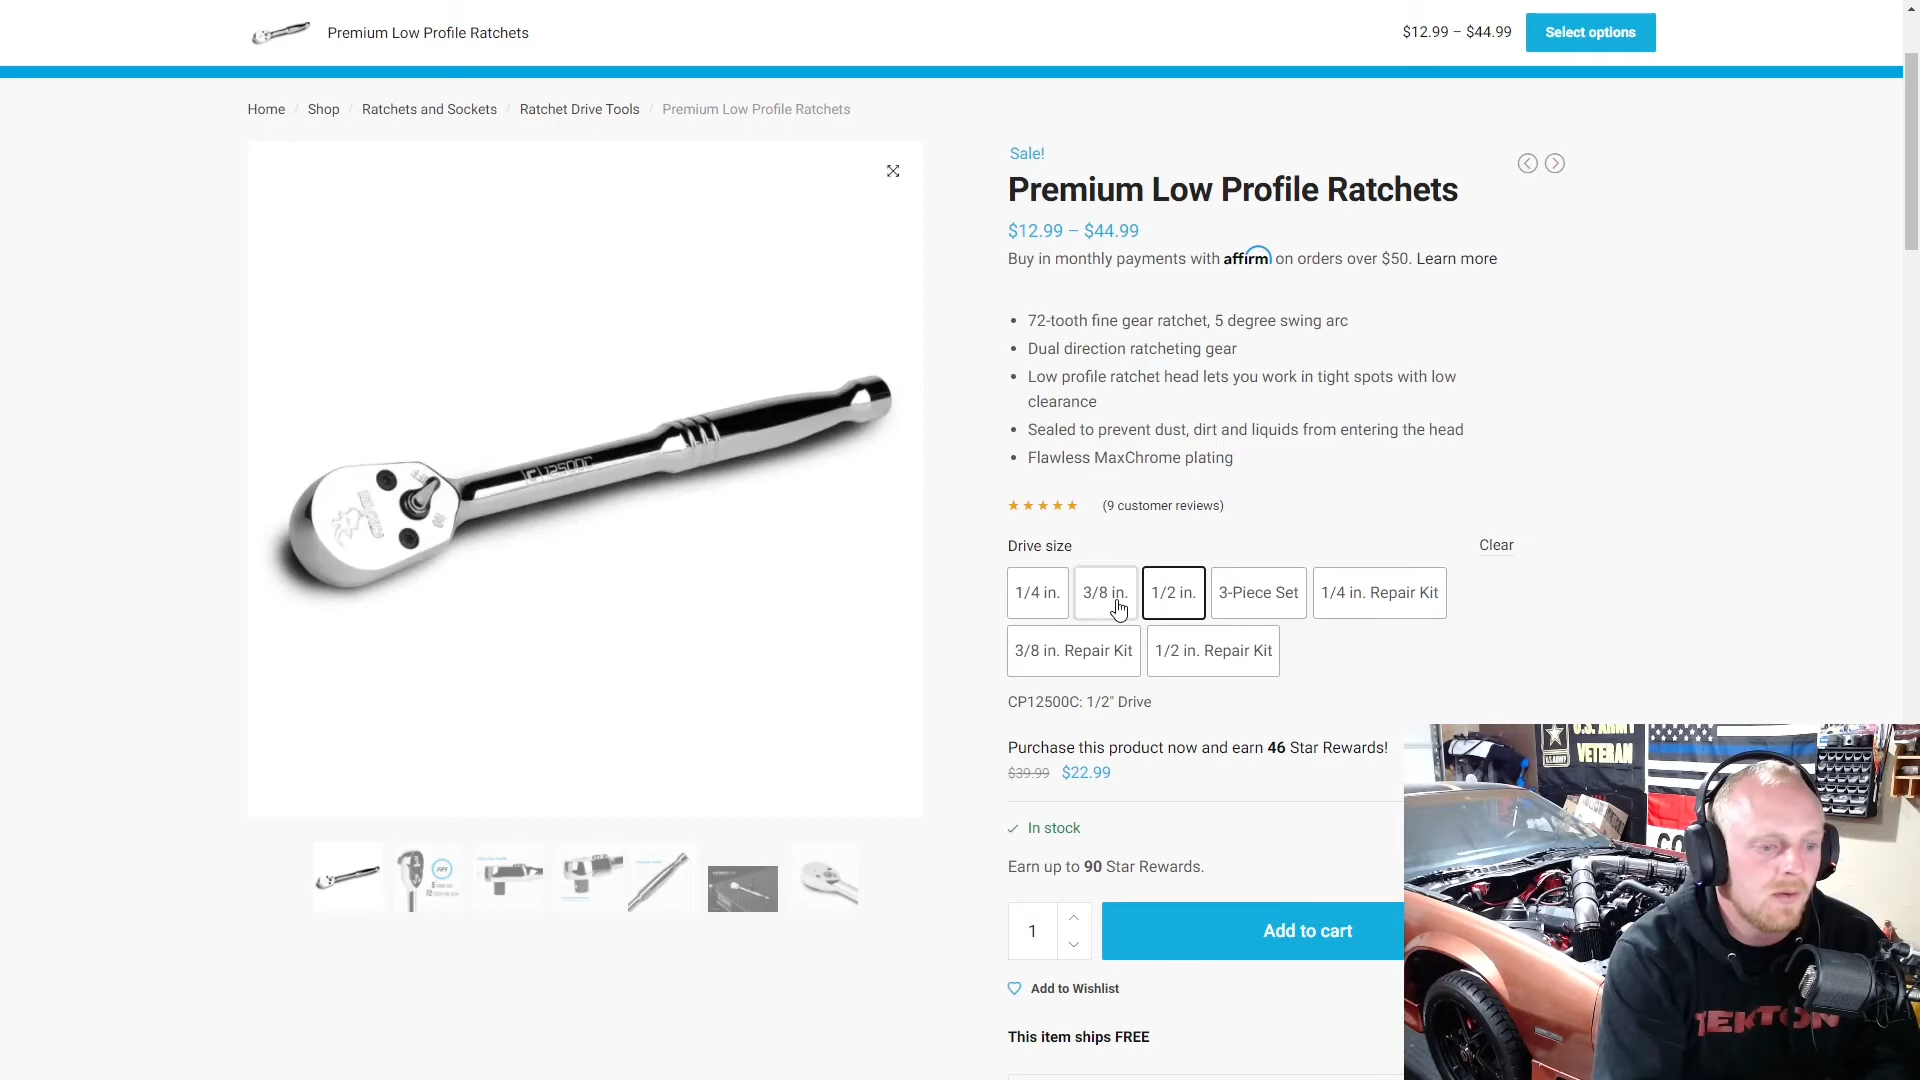 Premium Low Profile Ratchets
$12.99 – $44.99
Select options
Home / Shop / Ratchets and Sockets / Ratchet Drive Tools / Premium Low Profile Ratchets
Sale!
Premium Low Profile Ratchets
$12.99 – $44.99
Buy in monthly payments with affirm on orders over $50. Learn more
• 72-tooth fine gear ratchet, 5 degree swing arc
• Dual direction ratcheting gear
• Low profile ratchet head lets you work in tight spots with low
clearance
• Sealed to prevent dust, dirt and liquids from entering the head
• Flawless MaxChrome plating
(9 customer reviews)
Drive size
Clear
1/4 in.
3/8 in.
1/2 in.
3-Piece Set
1/4 in. Repair Kit
3/8 in. Repair Kit
1/2 in. Repair Kit
CP12500C: 1/2" Drive
Purchase this product now and earn 46 Star Rewards!
$39.99 $22.99
In stock
Earn up to 90 Star Rewards.
1
Add to cart
Add to Wishlist
This item ships FREE
12500C
U.S. ARMY
VETERAN
TEKTON